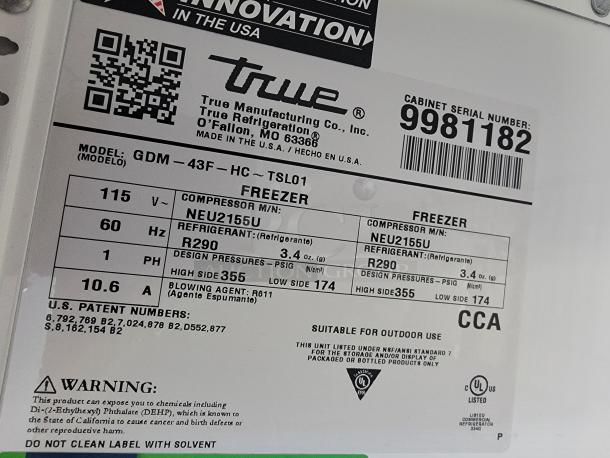 INNOVATION
IN THE USA
true®
True Manufacturing Co., Inc.
True Refrigeration®
O'Fallon, MO 63366
MADE IN THE U.S.A. / HECHO EN U.S.A.
CABINET SERIAL NUMBER:
9981182
MODEL: GDM-43F-HC~TSL01
(MODELO)
115 V~
60 Hz
1 PH
10.6 A
FREEZER
COMPRESSOR M/N:
NEU2155U
REFRIGERANT:(Refrigerante)
R290 3.4 oz. (g)
DESIGN PRESSURES-PSIG
HIGH SIDE 355 LOW SIDE 174
BLOWING AGENT: R611
(Agente Espumante)
FREEZER
COMPRESSOR M/N:
NEU2155U
REFRIGERANT:(Refrigerante)
R290 3.4 oz. (g)
DESIGN PRESSURES-PSIG
HIGH SIDE 355 LOW SIDE 174
CCA
U.S. PATENT NUMBERS:
6,792,769 B2,7,024,878 B2,D552,877
S,8,162,154 B2
SUITABLE FOR OUTDOOR USE
THIS UNIT LISTED UNDER NSF/ANSI STANDARD 7
FOR THE STORAGE AND/OR DISPLAY OF
PACKAGED OR BOTTLED PRODUCTS ONLY
C UL US
LISTED
LISTED
COMMERCIAL
REFRIGERATOR
P
WARNING:
This product can expose you to chemicals including
Di-(2-Ethylhexyl) Phthalate (DEHP), which is known to
the State of California to cause cancer and birth defects or
other reproductive harm.
DO NOT CLEAN LABEL WITH SOLVENT